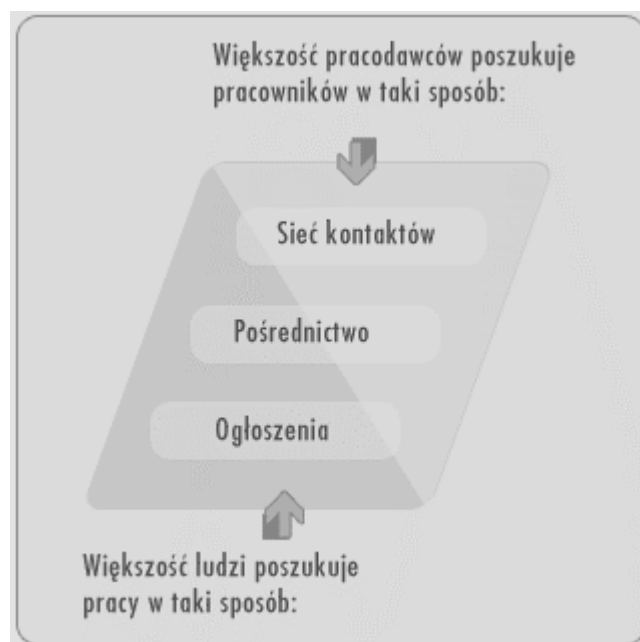 Większość pracodawców poszukuje
pracowników w taki sposób:
Sieć kontaktów
Pośrednictwo
Ogłoszenia
Większość ludzi poszukuje
pracy w taki sposób: